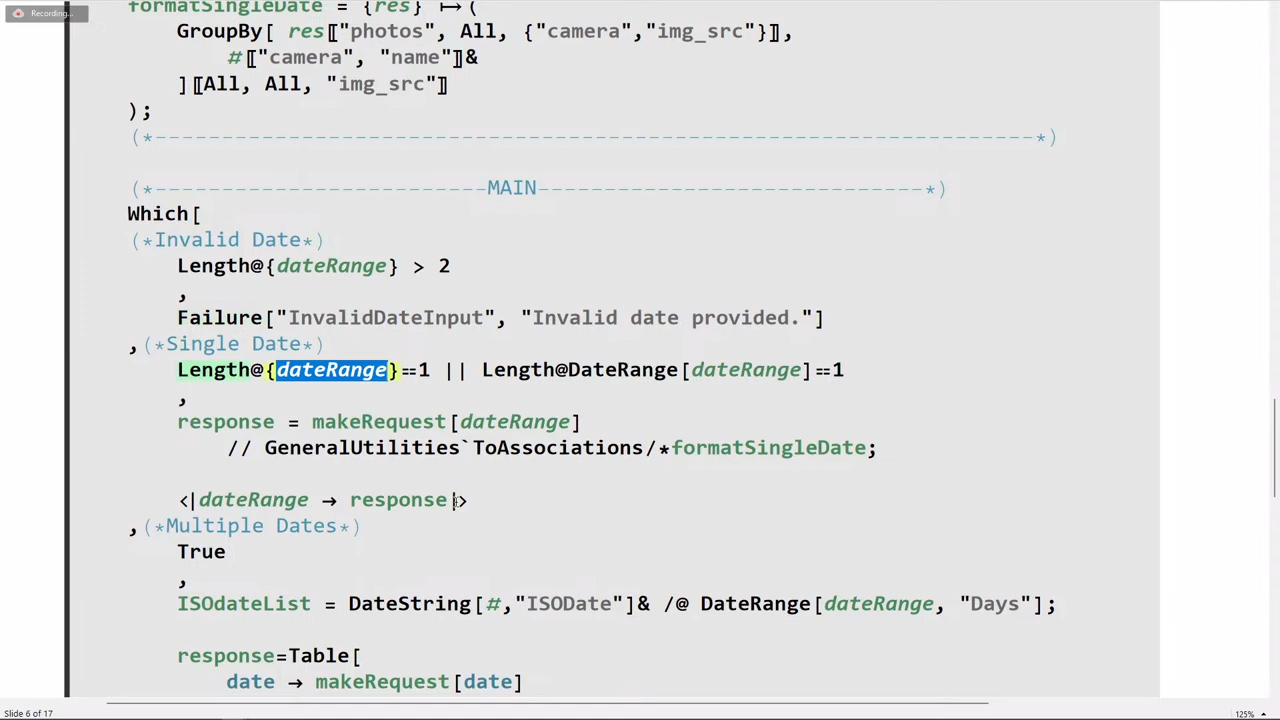 Recording...
formatSingleDate = {res} ↦ (
GroupBy[ res⟦"photos", All, {"camera","img_src"}⟧,
#⟦"camera", "name"⟧&
]⟦All, All, "img_src"⟧
);
(*------------------------------------------------------------------------*)
(*----------------------------MAIN--------------------------------*)
Which[
(*Invalid Date*)
Length@{dateRange} > 2
,
Failure["InvalidDateInput", "Invalid date provided."]
,(*Single Date*)
Length@{dateRange}==1 || Length@DateRange[dateRange]==1
,
response = makeRequest[dateRange]
// GeneralUtilities`ToAssociations/*formatSingleDate;
<|dateRange → response|>
,(*Multiple Dates*)
True
,
ISOdateList = DateString[#,"ISODate"]& /@ DateRange[dateRange, "Days"];
response=Table[
date → makeRequest[date]
Slide 6 of 17
125%